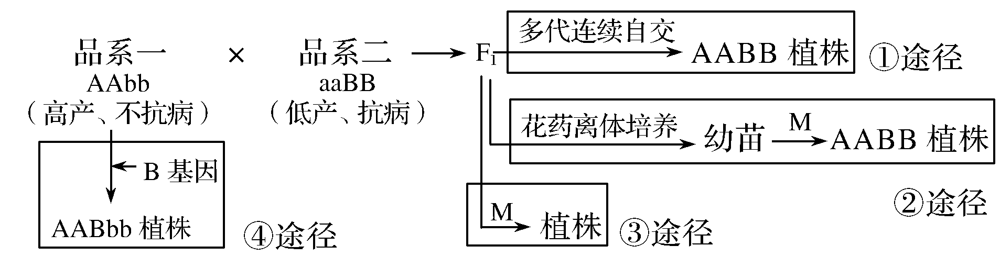 多代连续自交
品系一 × 品系二 F1 AABB 植株 ①途径
AAbb aaBB
（高产、不抗病） （低产、抗病）
花药离体培养 幼苗 M AABB 植株
B 基因
②途径
M 植株 ③途径
AABbb 植株 ④途径